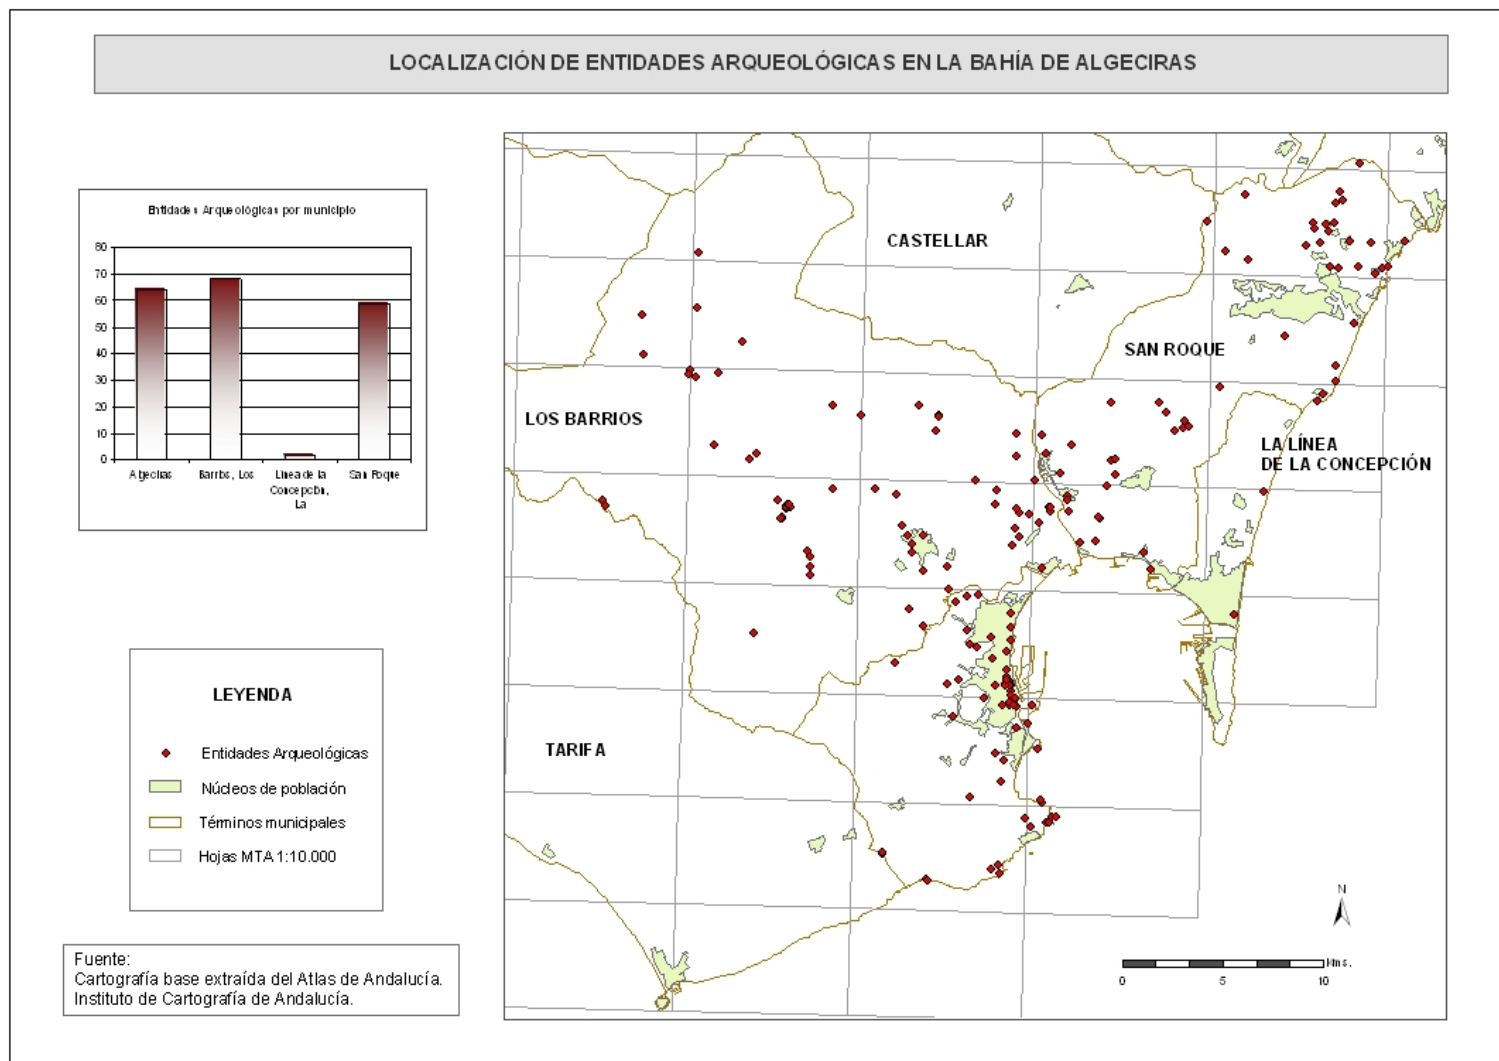 LOCALIZACIÓN DE ENTIDADES ARQUEOLÓGICAS EN LA BAHÍA DE ALGECIRAS
Entidades Arqueológicas por municipio
80
70
60
50
40
30
20
10
0
Algeciras
Barrios, Los
Línea de la
Concepción,
La
San Roque
CASTELLAR
SAN ROQUE
LOS BARRIOS
LA LÍNEA
DE LA CONCEPCIÓN
TARIFA
LEYENDA
Entidades Arqueológicas
Núcleos de población
Términos municipales
Hojas MTA 1:10.000
Fuente:
Cartografía base extraída del Atlas de Andalucía.
Instituto de Cartografía de Andalucía.
N
kms.
0 5 10